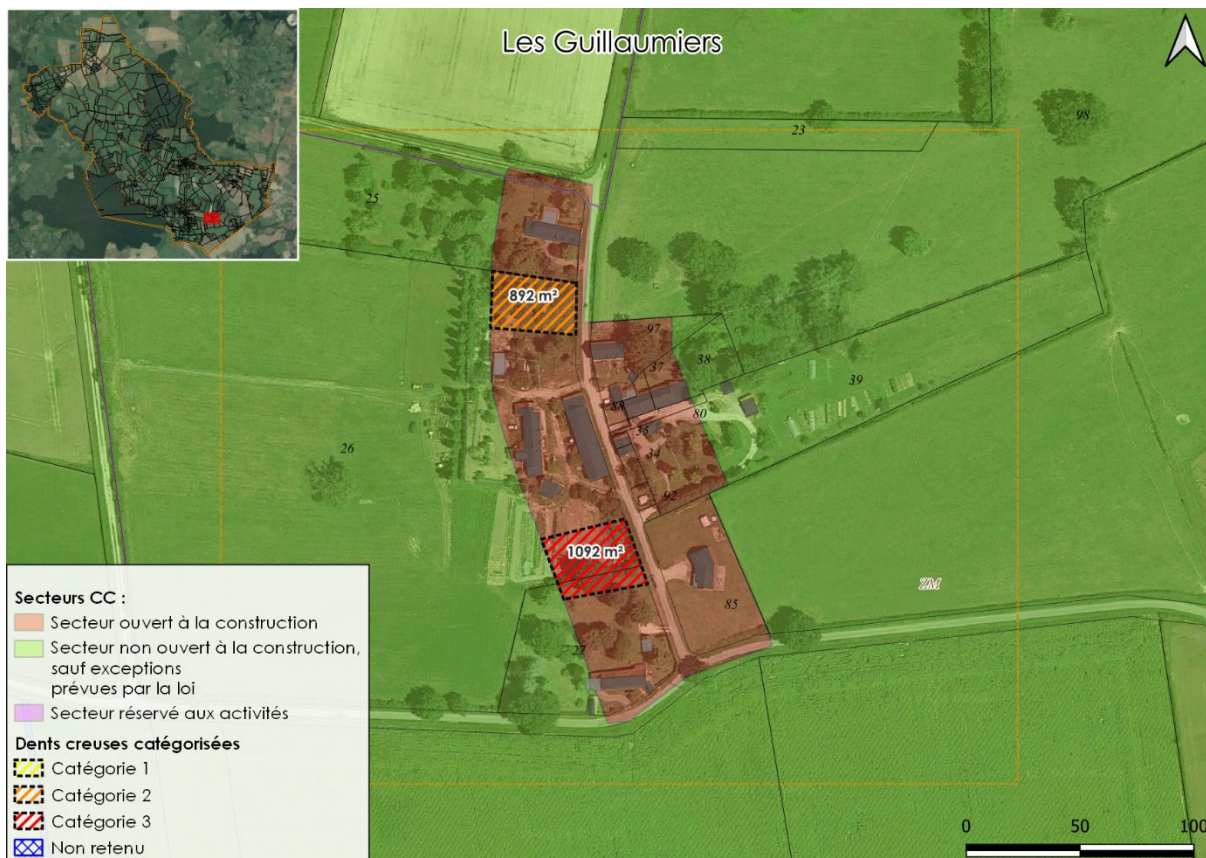 Les Guillaumiers
23
98
25
892 m²
97
38
37
39
88
80
35
34
26
92
1092 m²
ZM
85
27
Secteurs CC :
Secteur ouvert à la construction
Secteur non ouvert à la construction,
sauf exceptions
prévues par la loi
Secteur réservé aux activités
Dents creuses catégorisées
Catégorie 1
Catégorie 2
Catégorie 3
Non retenu
0 50 100